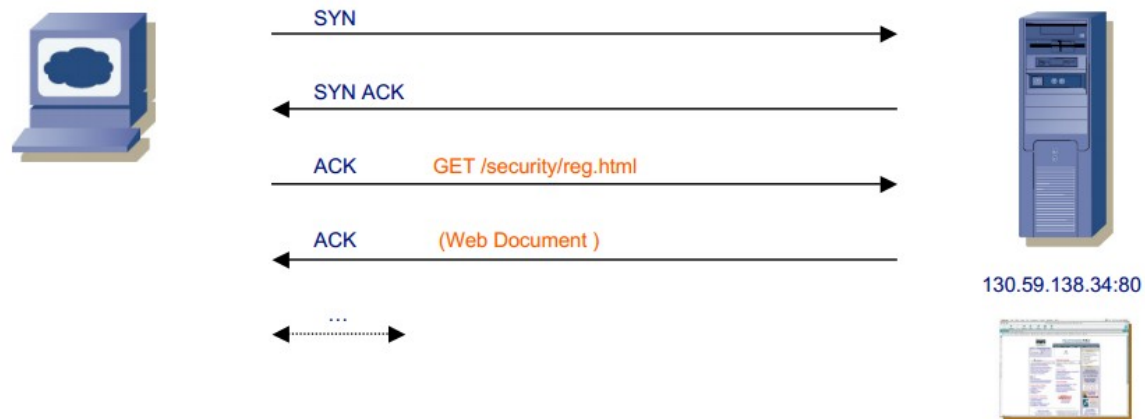 SYN
SYN ACK
ACK GET /security/reg.html
ACK (Web Document )
...
130.59.138.34:80